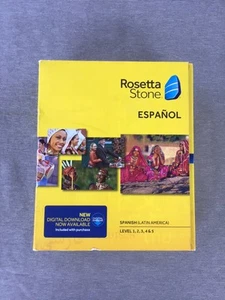 Rosetta
Stone
ESPAÑOL
NEW
DIGITAL DOWNLOAD
NOW AVAILABLE
Included with purchase
SPANISH (LATIN AMERICA)
LEVEL 1, 2, 3, 4 & 5